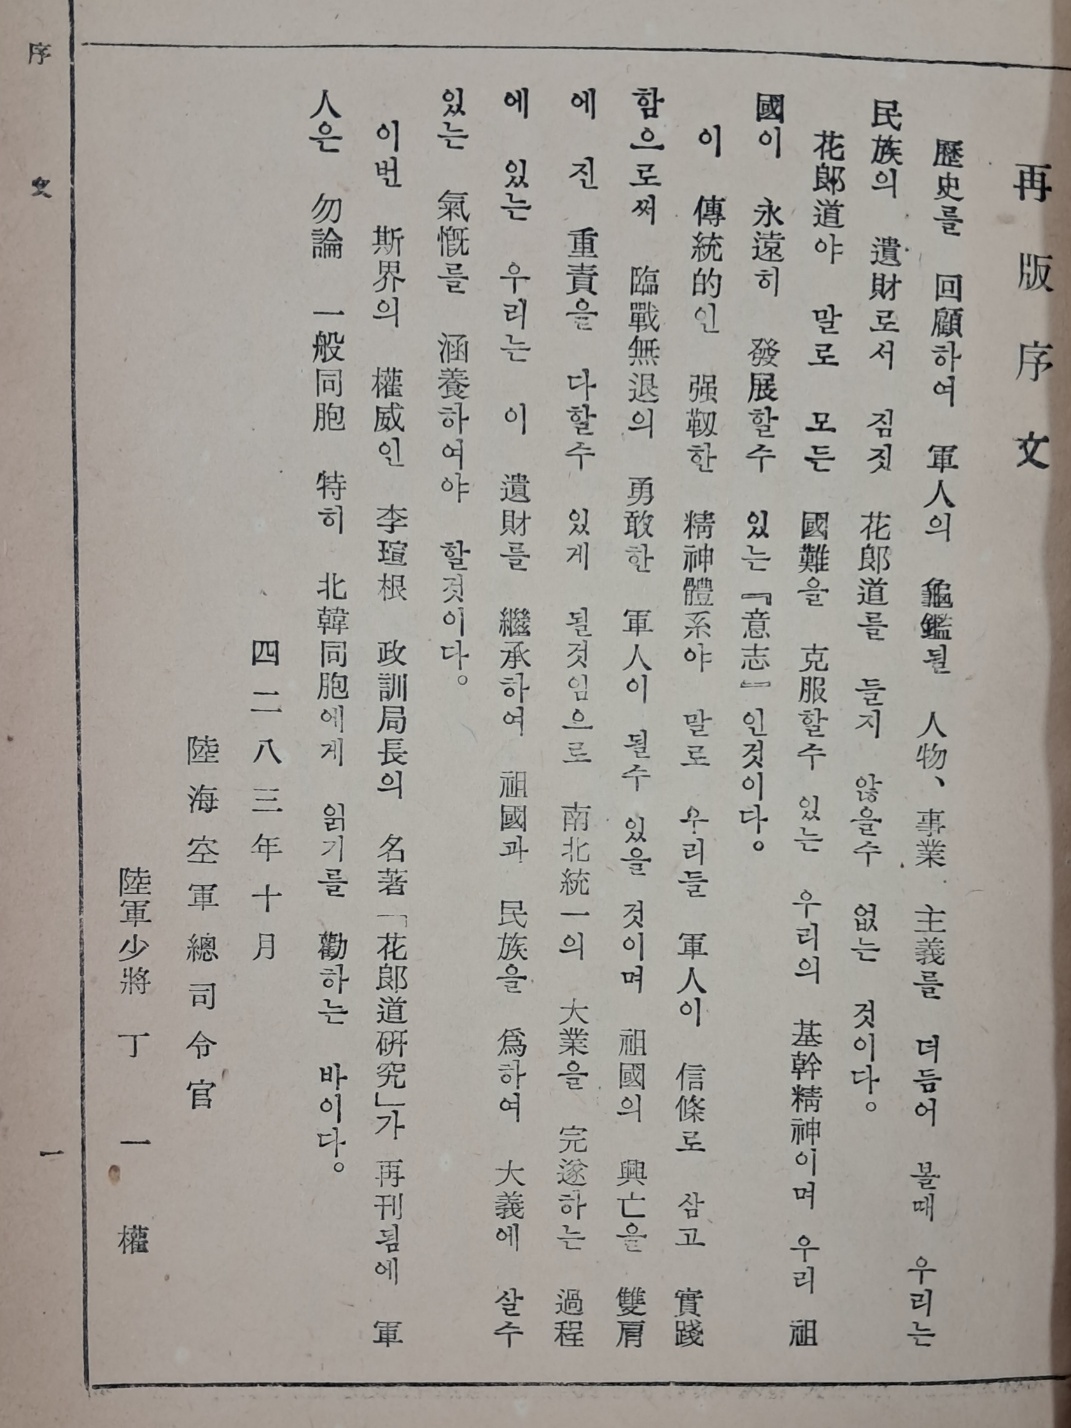 再版序文
歷史를 回顧하여 軍人의 龜鑑될 人物、事業 主義를 더듬어 볼때 우리는
民族의 遺財로서 짐짓 花郞道를 들지 않을수 없는 것이다。
花郞道야 말로 모든 國難을 克服할수 있는 우리의 基幹精神이며 우리 祖
國이 永遠히 發展할수 있는『意志』인것이다。
이 傳統的인 强靱한 精神體系야 말로 우리들 軍人이 信條로 삼고 實踐
함으로써 臨戰無退의 勇敢한 軍人이 될수 있을 것이며 祖國의 興亡을 雙肩
에 진 重責을 다할수 있게 될것임으로 南北統一의 大業을 完遂하는 過程
에 있는 우리는 이 遺財를 繼承하여 祖國과 民族을 爲하여 大義에 살수
있는 氣慨를 涵養하여야 할것이다。
이번 斯界의 權威인 李瑄根 政訓局長의 名著「花郞道硏究」가 再刊됨에 軍
人은 勿論 一般同胞 特히 北韓同胞에게 읽기를 勸하는 바이다。
四二八三年十月
陸海空軍總司令官
陸軍少將 丁一權
序文
一